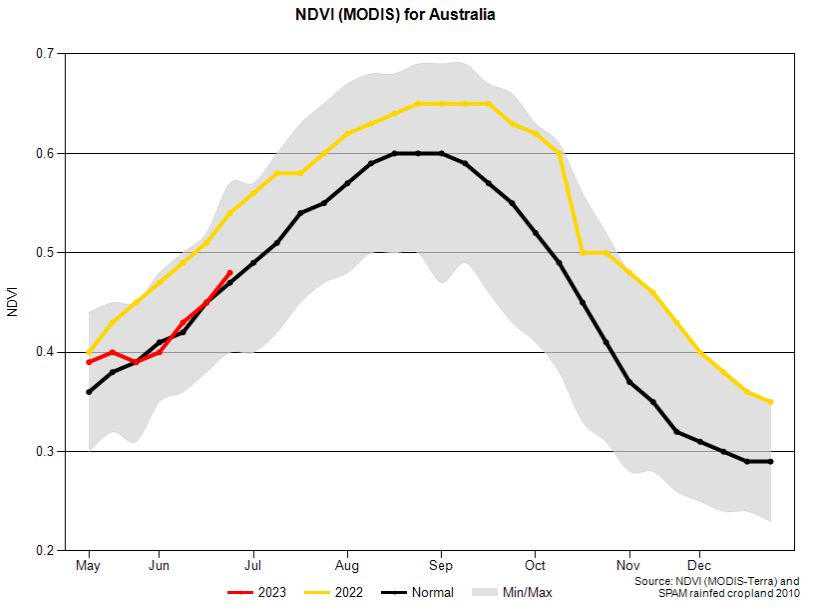 NDVI (MODIS) for Australia
0.7
0.6
0.5
0.4
0.3
0.2
NDVI
May Jun Jul Aug Sep Oct Nov Dec
2023 2022 Normal Min/Max
Source: NDVI (MODIS-Terra) and
SPAM rainfed cropland 2010